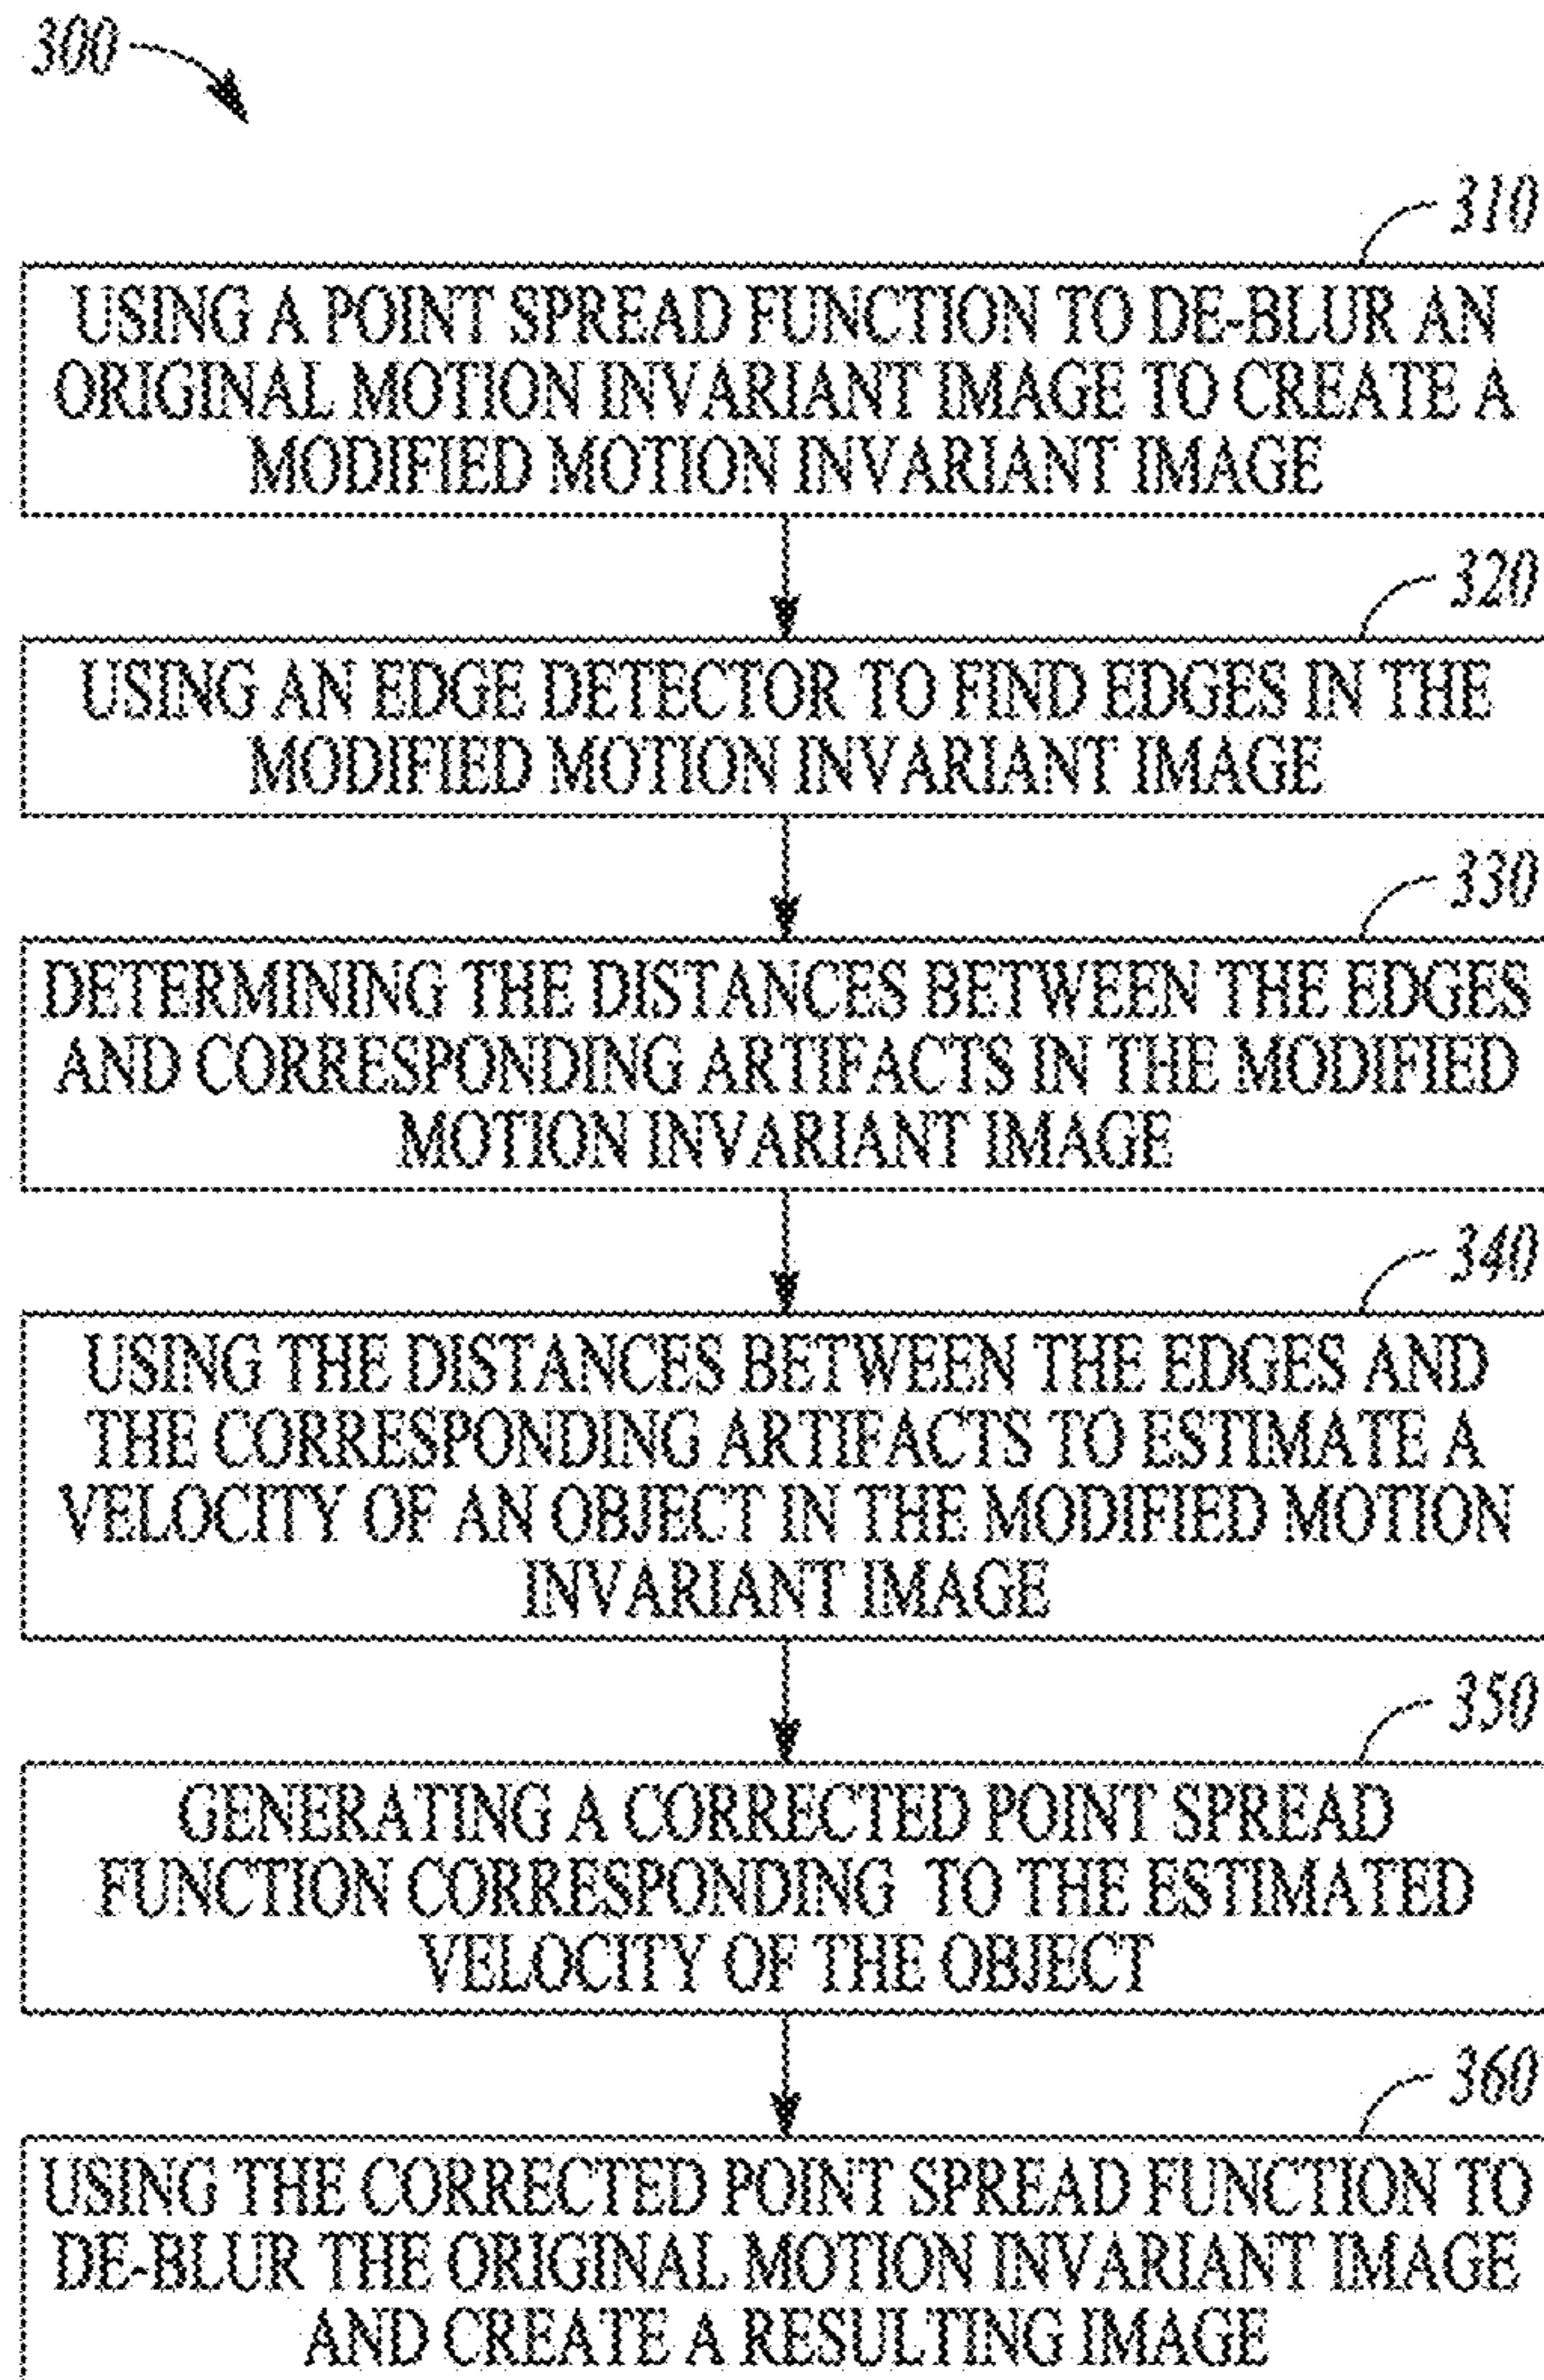 300
310
USING A POINT SPREAD FUNCTION TO DE-BLUR AN
ORIGINAL MOTION INVARIANT IMAGE TO CREATE A
MODIFIED MOTION INVARIANT IMAGE
320
USING AN EDGE DETECTOR TO FIND EDGES IN THE
MODIFIED MOTION INVARIANT IMAGE
330
DETERMINING THE DISTANCES BETWEEN THE EDGES
AND CORRESPONDING ARTIFACTS IN THE MODIFIED
MOTION INVARIANT IMAGE
340
USING THE DISTANCES BETWEEN THE EDGES AND
THE CORRESPONDING ARTIFACTS TO ESTIMATE A
VELOCITY OF AN OBJECT IN THE MODIFIED MOTION
INVARIANT IMAGE
350
GENERATING A CORRECTED POINT SPREAD
FUNCTION CORRESPONDING TO THE ESTIMATED
VELOCITY OF THE OBJECT
360
USING THE CORRECTED POINT SPREAD FUNCTION TO
DE-BLUR THE ORIGINAL MOTION INVARIANT IMAGE
AND CREATE A RESULTING IMAGE